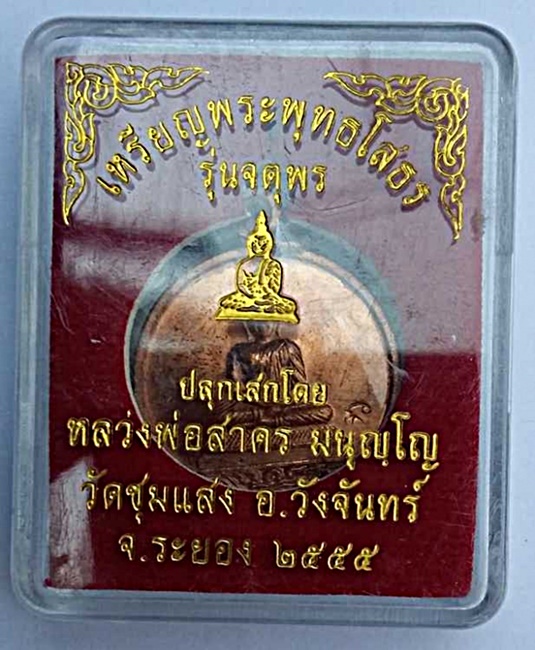 เหรียญพระพุทธโสธร
รุ่นจตุพร
ปลุกเสกโดย
หลวงพ่อสาคร มนุญฺโญ
วัดชุมแสง อ.วังจันทร์
จ.ระยอง ๒๕๕๕